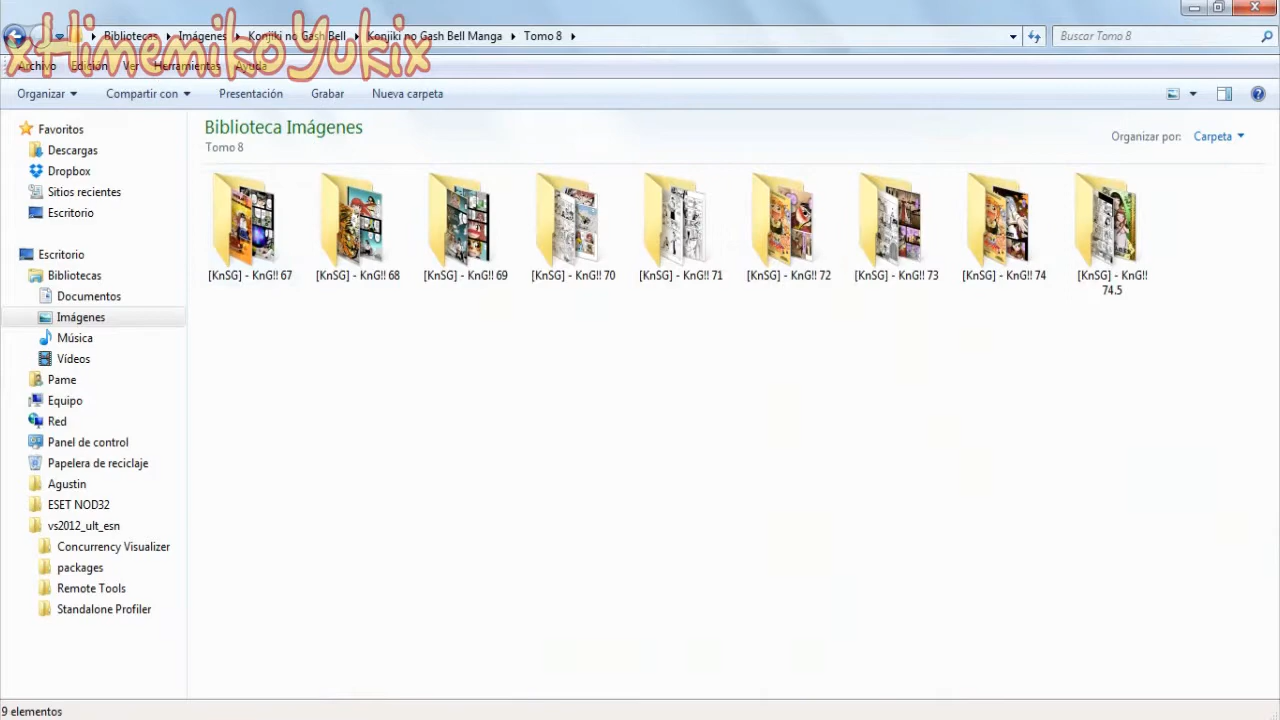 Bibliotecas Imágenes Konjiki no Gash Bell Konjiki no Gash Bell Manga Tomo 8
Buscar Tomo 8
xHimemikoYukix
Archivo Edición Ver Herramientas Ayuda
Organizar Compartir con Presentación Grabar Nueva carpeta
Favoritos
Descargas
Dropbox
Sitios recientes
Escritorio
Escritorio
Bibliotecas
Documentos
Imágenes
Música
Vídeos
Pame
Equipo
Red
Panel de control
Papelera de reciclaje
Agustin
ESET NOD32
vs2012_ult_esn
Concurrency Visualizer
packages
Remote Tools
Standalone Profiler
Biblioteca Imágenes
Tomo 8
Organizar por: Carpeta
[KnSG] - KnG!! 67
[KnSG] - KnG!! 68
[KnSG] - KnG!! 69
[KnSG] - KnG!! 70
[KnSG] - KnG!! 71
[KnSG] - KnG!! 72
[KnSG] - KnG!! 73
[KnSG] - KnG!! 74
[KnSG] - KnG!!
74.5
9 elementos